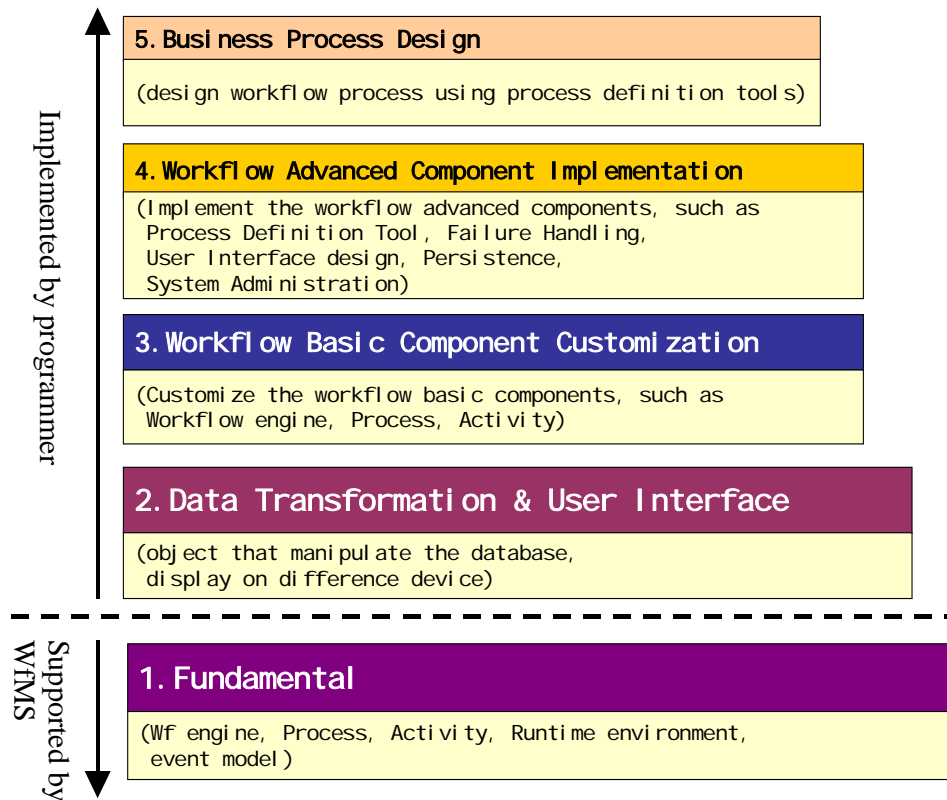 5. Business Process Design
(design workflow process using process definition tools)
4. Workflow Advanced Component Implementation
(Implement the workflow advanced components, such as
Process Definition Tool, Failure Handling,
User Interface design, Persistence,
System Administration)
3. Workflow Basic Component Customization
(Customize the workflow basic components, such as
Workflow engine, Process, Activity)
2. Data Transformation & User Interface
(object that manipulate the database,
display on difference device)
Implemented by programmer
1. Fundamental
(Wf engine, Process, Activity, Runtime environment,
event model)
Supported by
WfMS